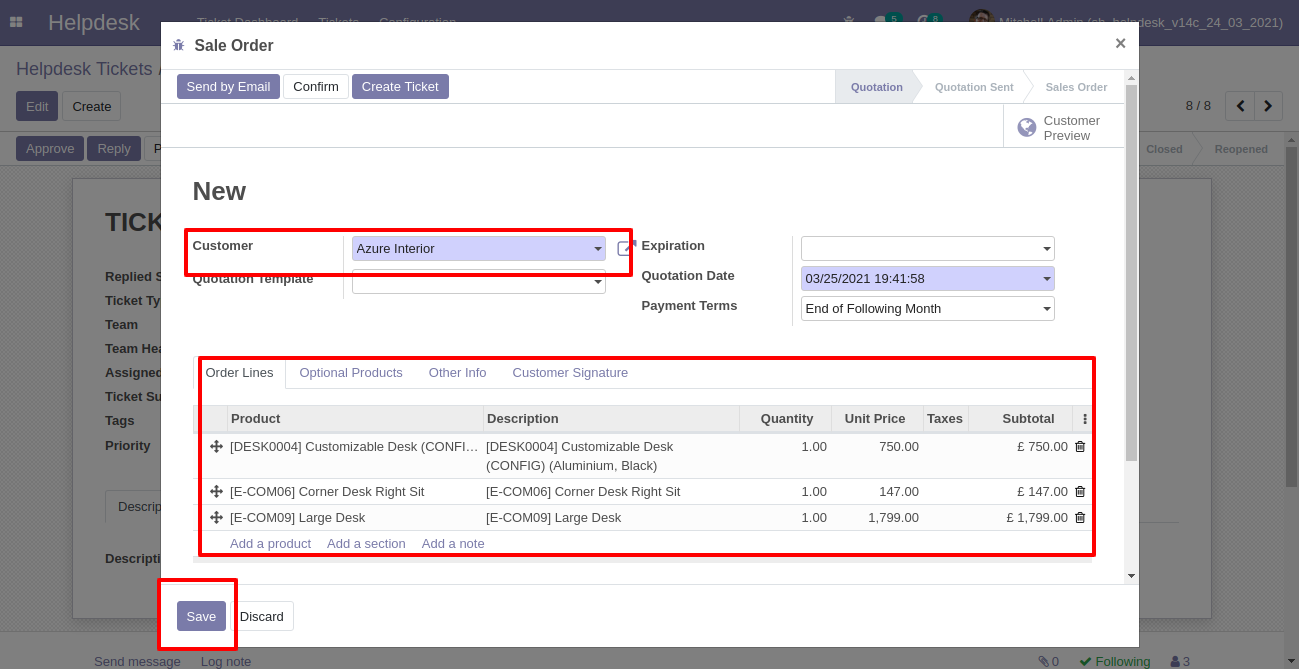 Helpdesk Ticket Dashboard Tickets Configuration 5 8 Mitchell Admin (sh_helpdesk_v14c_24_03_2021)
Sale Order ×
Helpdesk Tickets /
Send by Email Confirm Create Ticket Quotation Quotation Sent Sales Order
Edit Create 8 / 8
Customer
Preview
Approve Reply Closed Reopened
New
Customer Azure Interior
Quotation Template
Expiration
Quotation Date 03/25/2021 19:41:58
Payment Terms End of Following Month
Replied
Ticket
Team
Team
Assigned
Ticket
Tags
Priority
Order Lines Optional Products Other Info Customer Signature
Product Description Quantity Unit Price Taxes Subtotal
[DESK0004] Customizable Desk (CONFI… [DESK0004] Customizable Desk 1.00 750.00 £ 750.00
(CONFIG) (Aluminium, Black)
[E-COM06] Corner Desk Right Sit [E-COM06] Corner Desk Right Sit 1.00 147.00 £ 147.00
[E-COM09] Large Desk [E-COM09] Large Desk 1.00 1,799.00 £ 1,799.00
Add a product Add a section Add a note
Save Discard
Send message Log note 0 Following 3